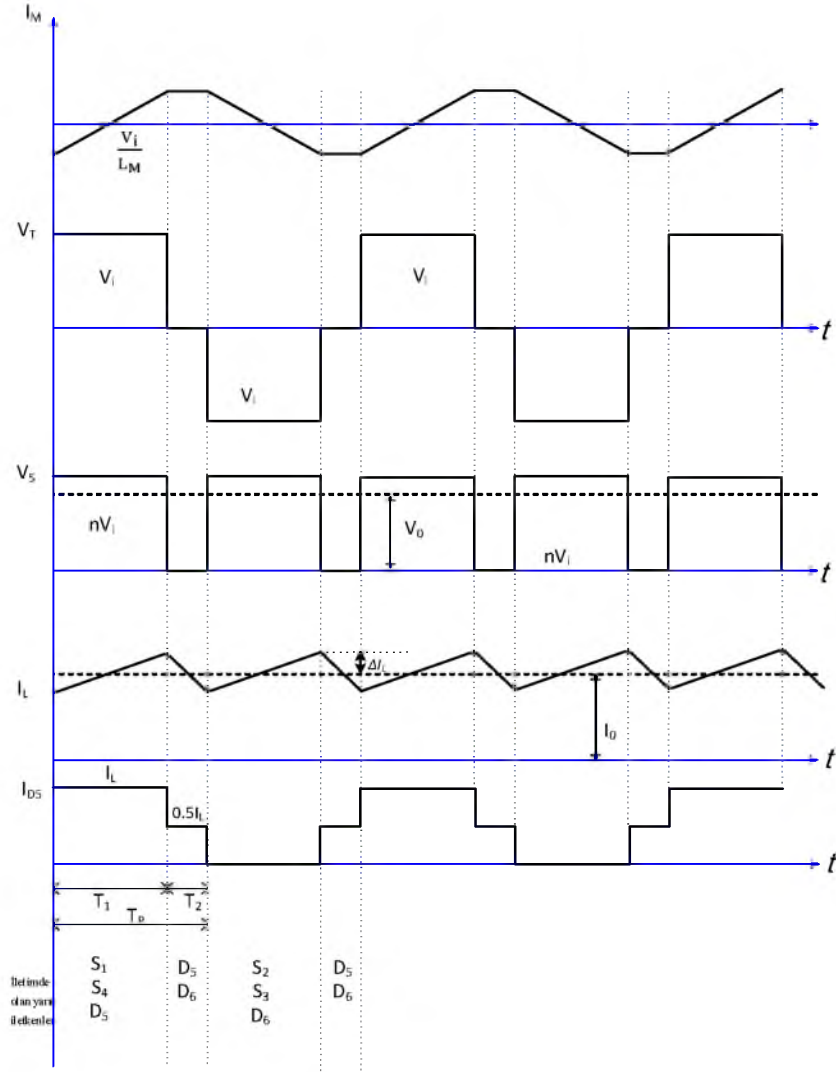 I_M
V_i
L_M
V_T
V_i V_i
t
V_i
V_S
nV_i V_0 nV_i
t
ΔI_L
I_L
I_0
t
I_DS I_L
0.5I_L
t
T_1 T_2
T_P
S_1 D_5 S_2 D_5
S_4 D_6 S_3 D_6
D_5 D_6
İletimde
olan yarı
iletkenler